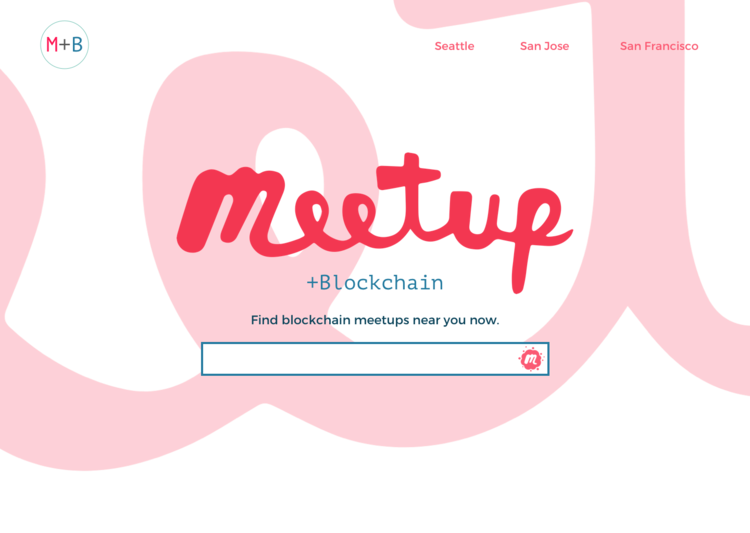 M+B
Seattle San Jose San Francisco
meetup
+Blockchain
Find blockchain meetups near you now.
m